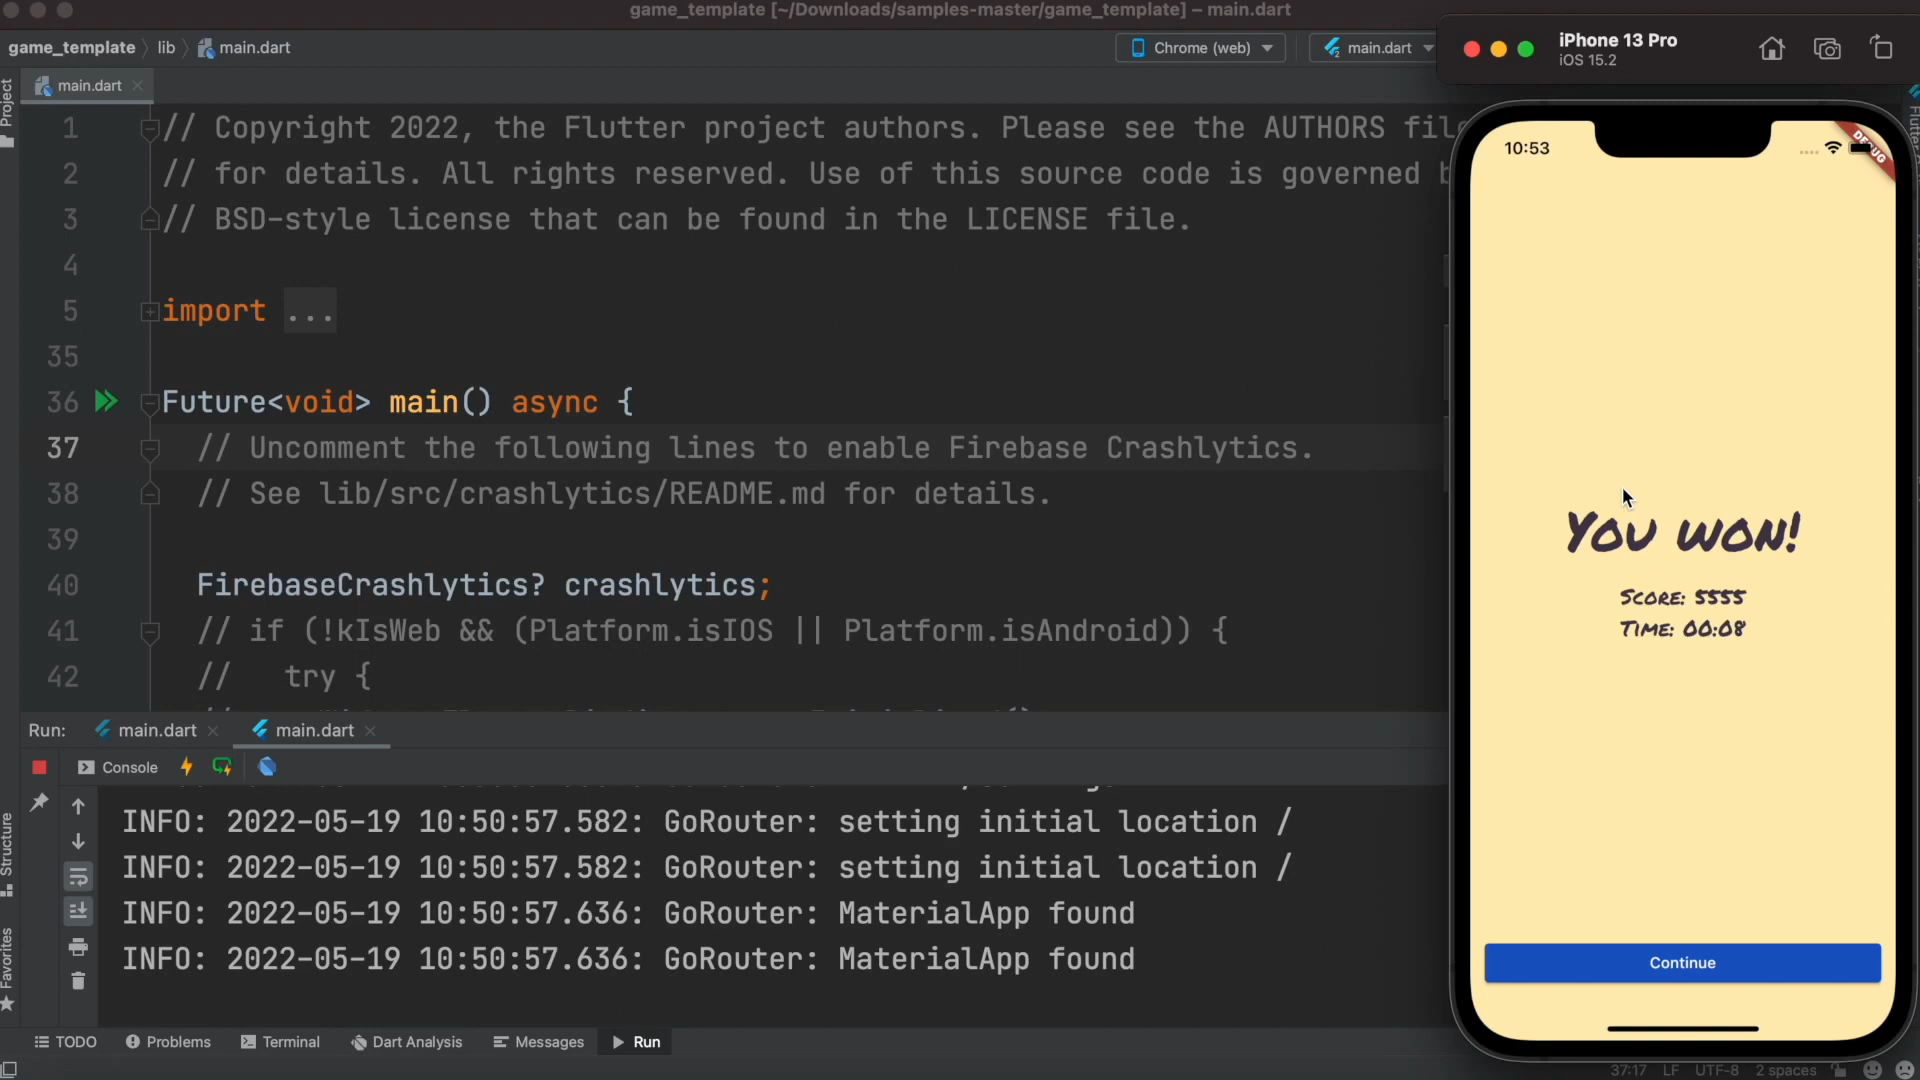 game_template [~/Downloads/samples-master/game_template] – main.dart
game_template
lib
main.dart
Chrome (web)
main.dart
iPhone 13 Pro
iOS 15.2
Project
main.dart
1 // Copyright 2022, the Flutter project authors. Please see the AUTHORS file
2 // for details. All rights reserved. Use of this source code is governed b
3 // BSD-style license that can be found in the LICENSE file.
4
5 import ...
35
36 Future<void> main() async {
37 // Uncomment the following lines to enable Firebase Crashlytics.
38 // See lib/src/crashlytics/README.md for details.
39
40 FirebaseCrashlytics? crashlytics;
41 // if (!kIsWeb && (Platform.isIOS || Platform.isAndroid)) {
42 // try {
10:53
DEBUG
You won!
Score: 5555
Time: 00:08
Continue
Run:
main.dart
main.dart
Console
INFO: 2022-05-19 10:50:57.582: GoRouter: setting initial location /
INFO: 2022-05-19 10:50:57.582: GoRouter: setting initial location /
INFO: 2022-05-19 10:50:57.636: GoRouter: MaterialApp found
INFO: 2022-05-19 10:50:57.636: GoRouter: MaterialApp found
Structure
Favorites
TODO
Problems
Terminal
Dart Analysis
Messages
Run
37:17 LF UTF-8 2 spaces